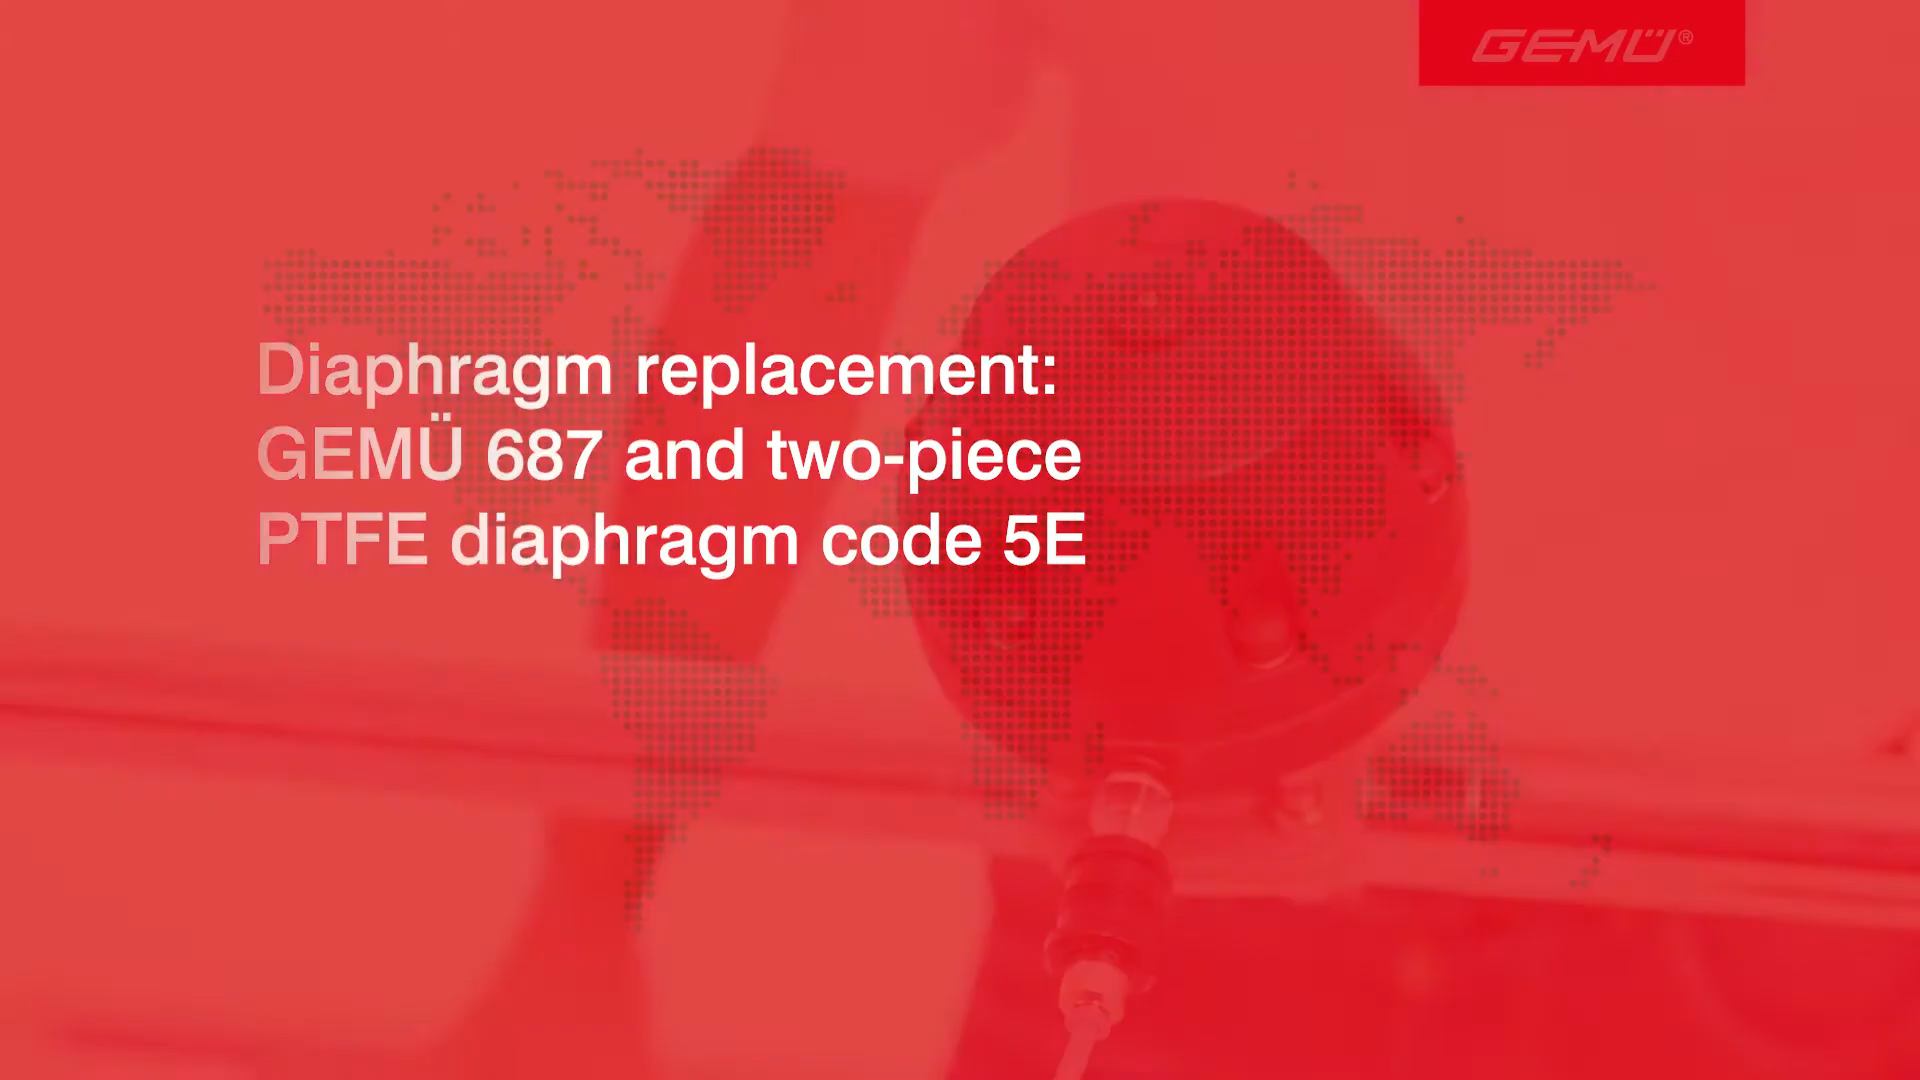 GEMÜ®
Diaphragm replacement:
GEMÜ 687 and two-piece
PTFE diaphragm code 5E